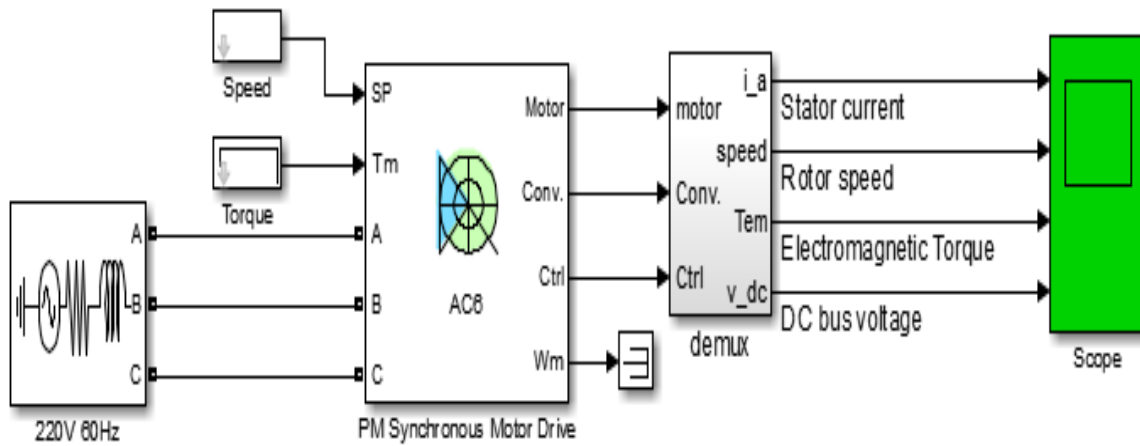 Speed
Torque
A
B
C
220V 60Hz
SP
Tm
A
B
C
Motor
Conv.
Ctrl
Wm
AC6
PM Synchronous Motor Drive
motor
Conv.
Ctrl
i_a
speed
Tem
v_dc
demux
Stator current
Rotor speed
Electromagnetic Torque
DC bus voltage
Scope